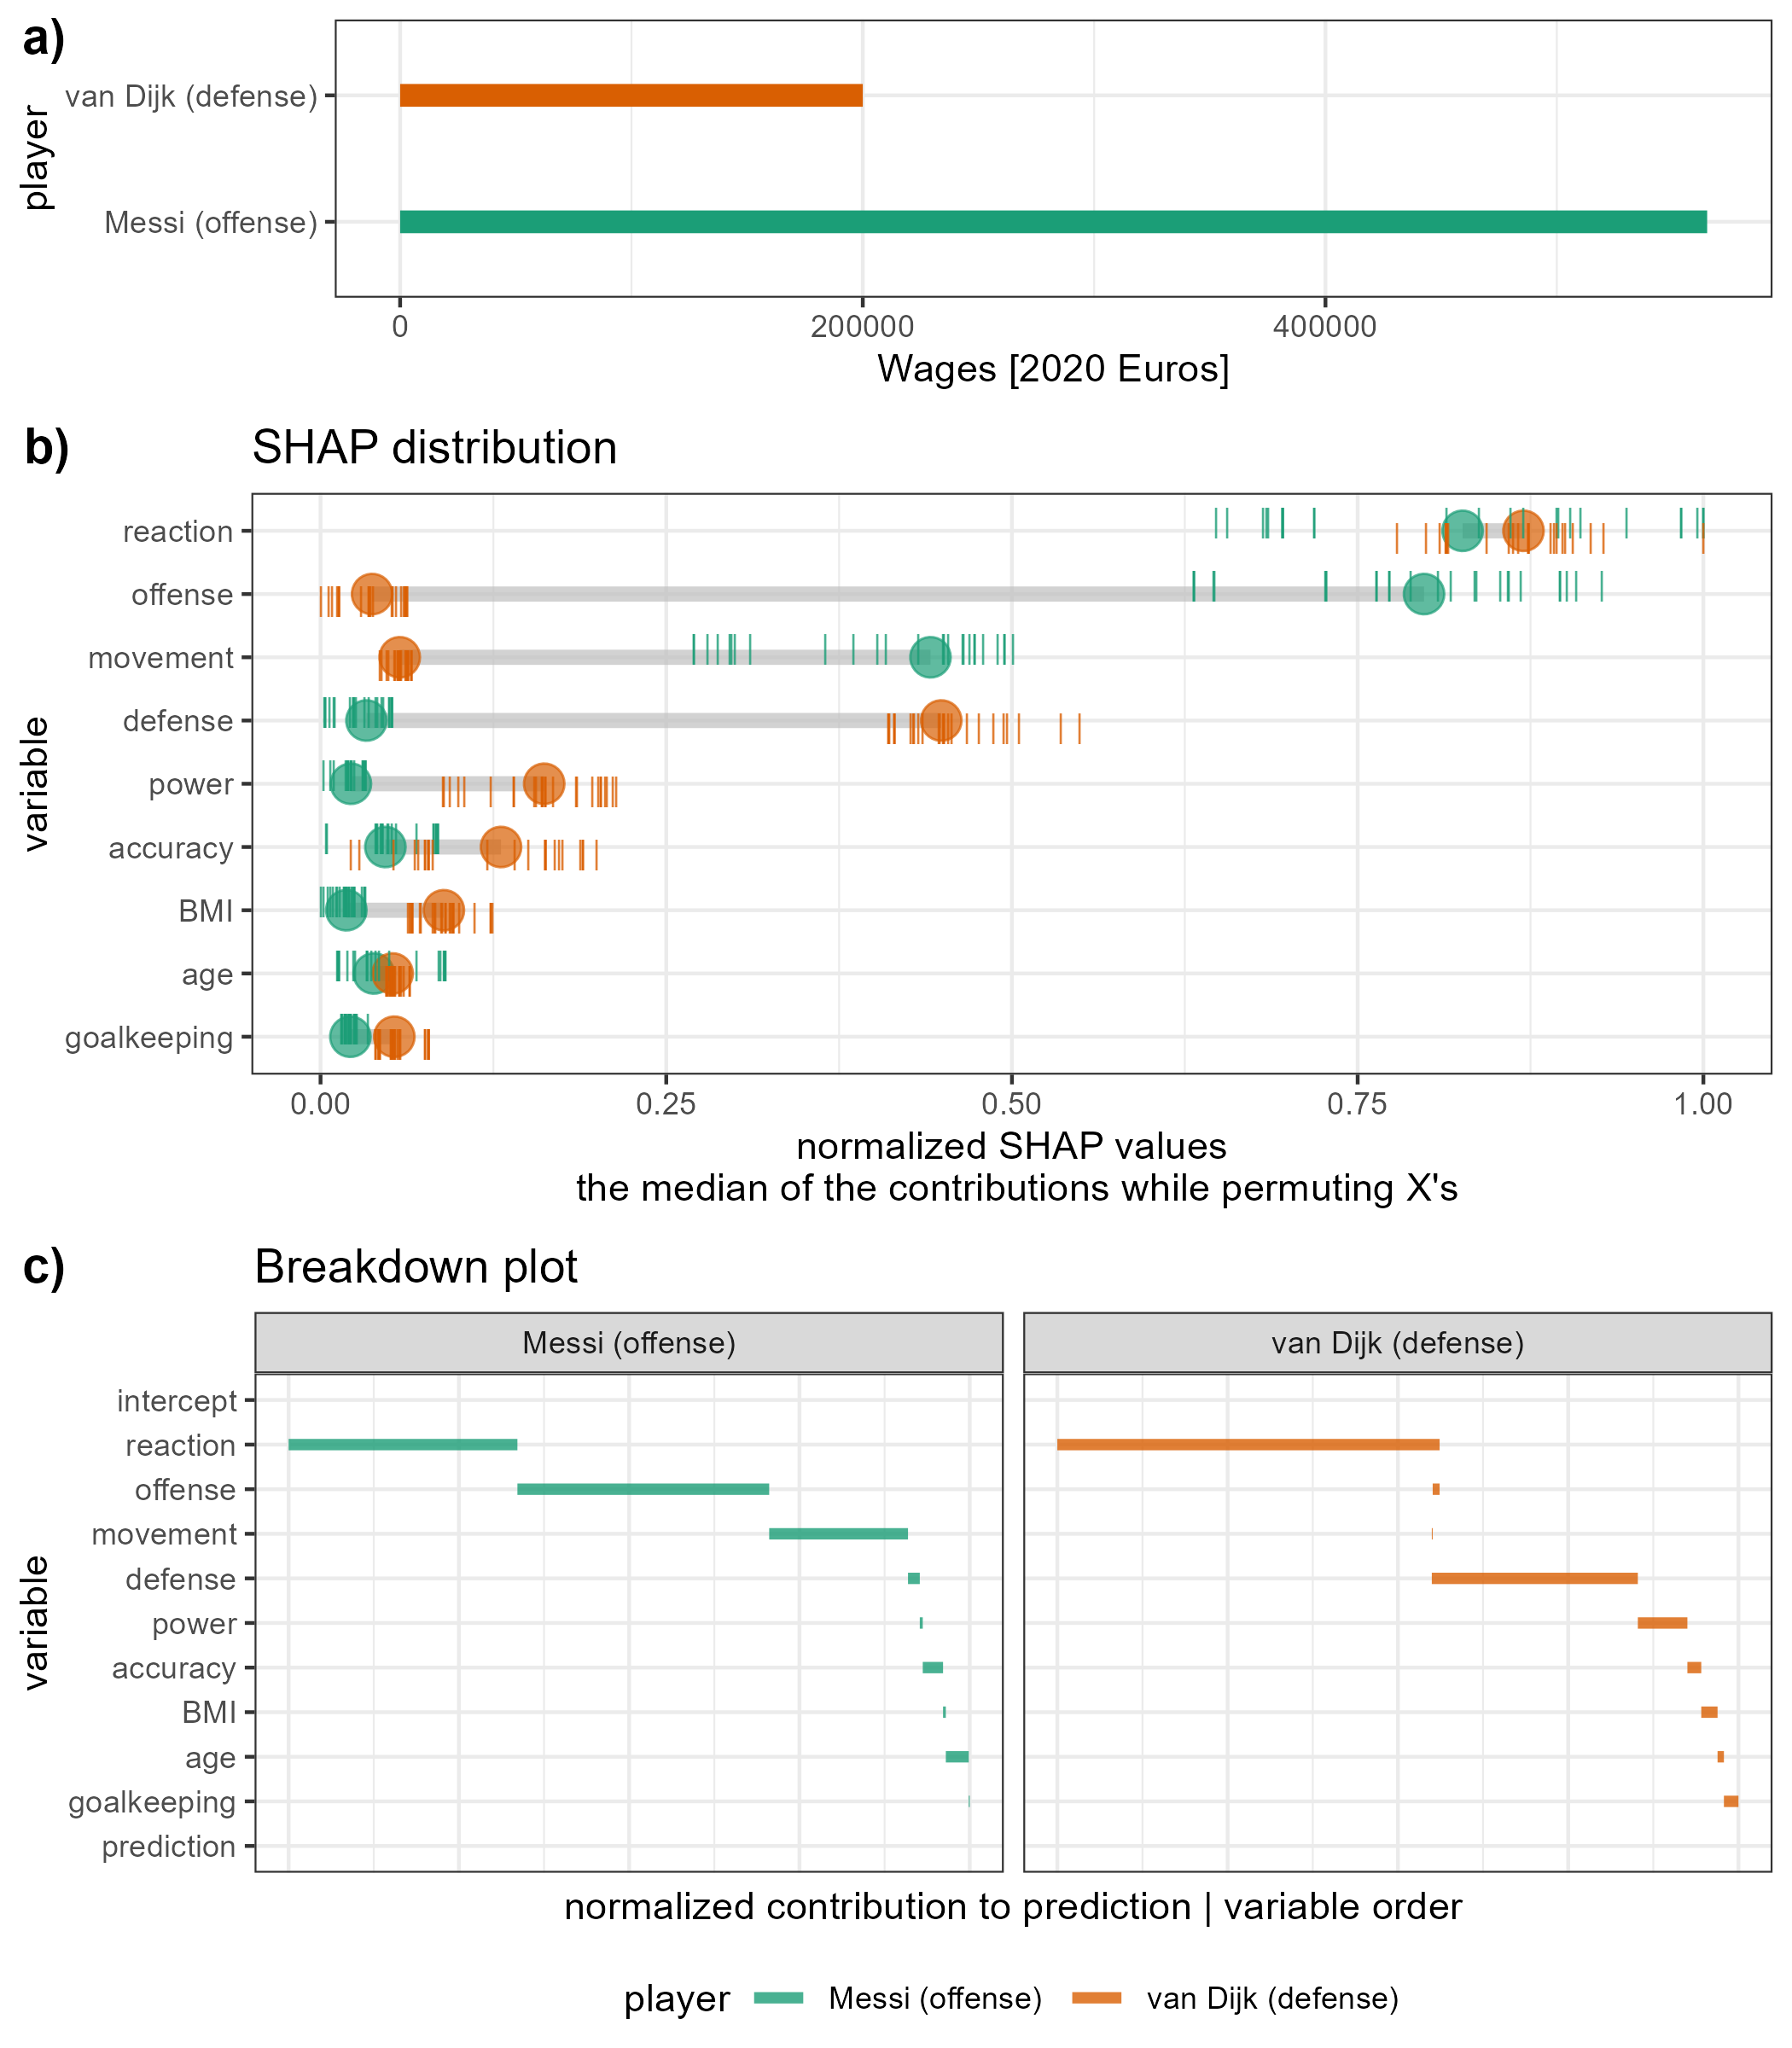 a)
player
van Dijk (defense)
Messi (offense)
0 200000 400000
Wages [2020 Euros]
b)
SHAP distribution
variable
reaction
offense
movement
defense
power
accuracy
BMI
age
goalkeeping
0.00 0.25 0.50 0.75 1.00
normalized SHAP values
the median of the contributions while permuting X's
c)
Breakdown plot
Messi (offense) van Dijk (defense)
variable
intercept
reaction
offense
movement
defense
power
accuracy
BMI
age
goalkeeping
prediction
normalized contribution to prediction | variable order
player Messi (offense) van Dijk (defense)